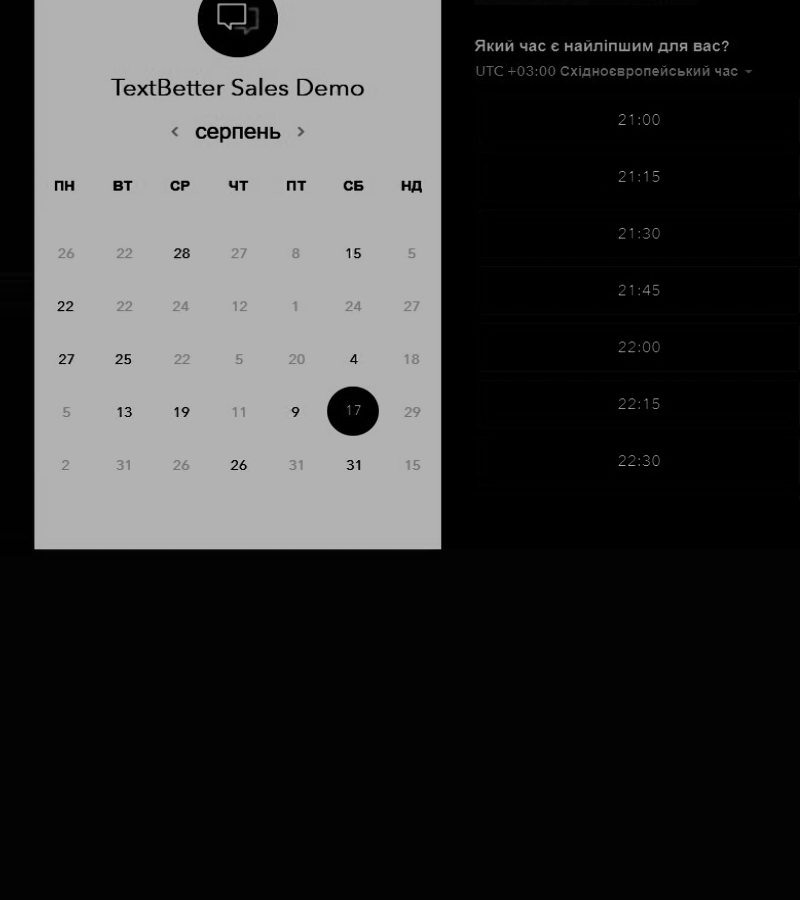 TextBetter Sales Demo
серпень
ПН ВТ СР ЧТ ПТ СБ НД
26 22 28 27 8 15 5
22 22 24 12 1 24 27
27 25 22 5 20 4 18
5 13 19 11 9 17 29
2 31 26 26 31 31 15
Який час є найліпшим для вас?
UTC +03:00 Східноєвропейський час
21:00
21:15
21:30
21:45
22:00
22:15
22:30